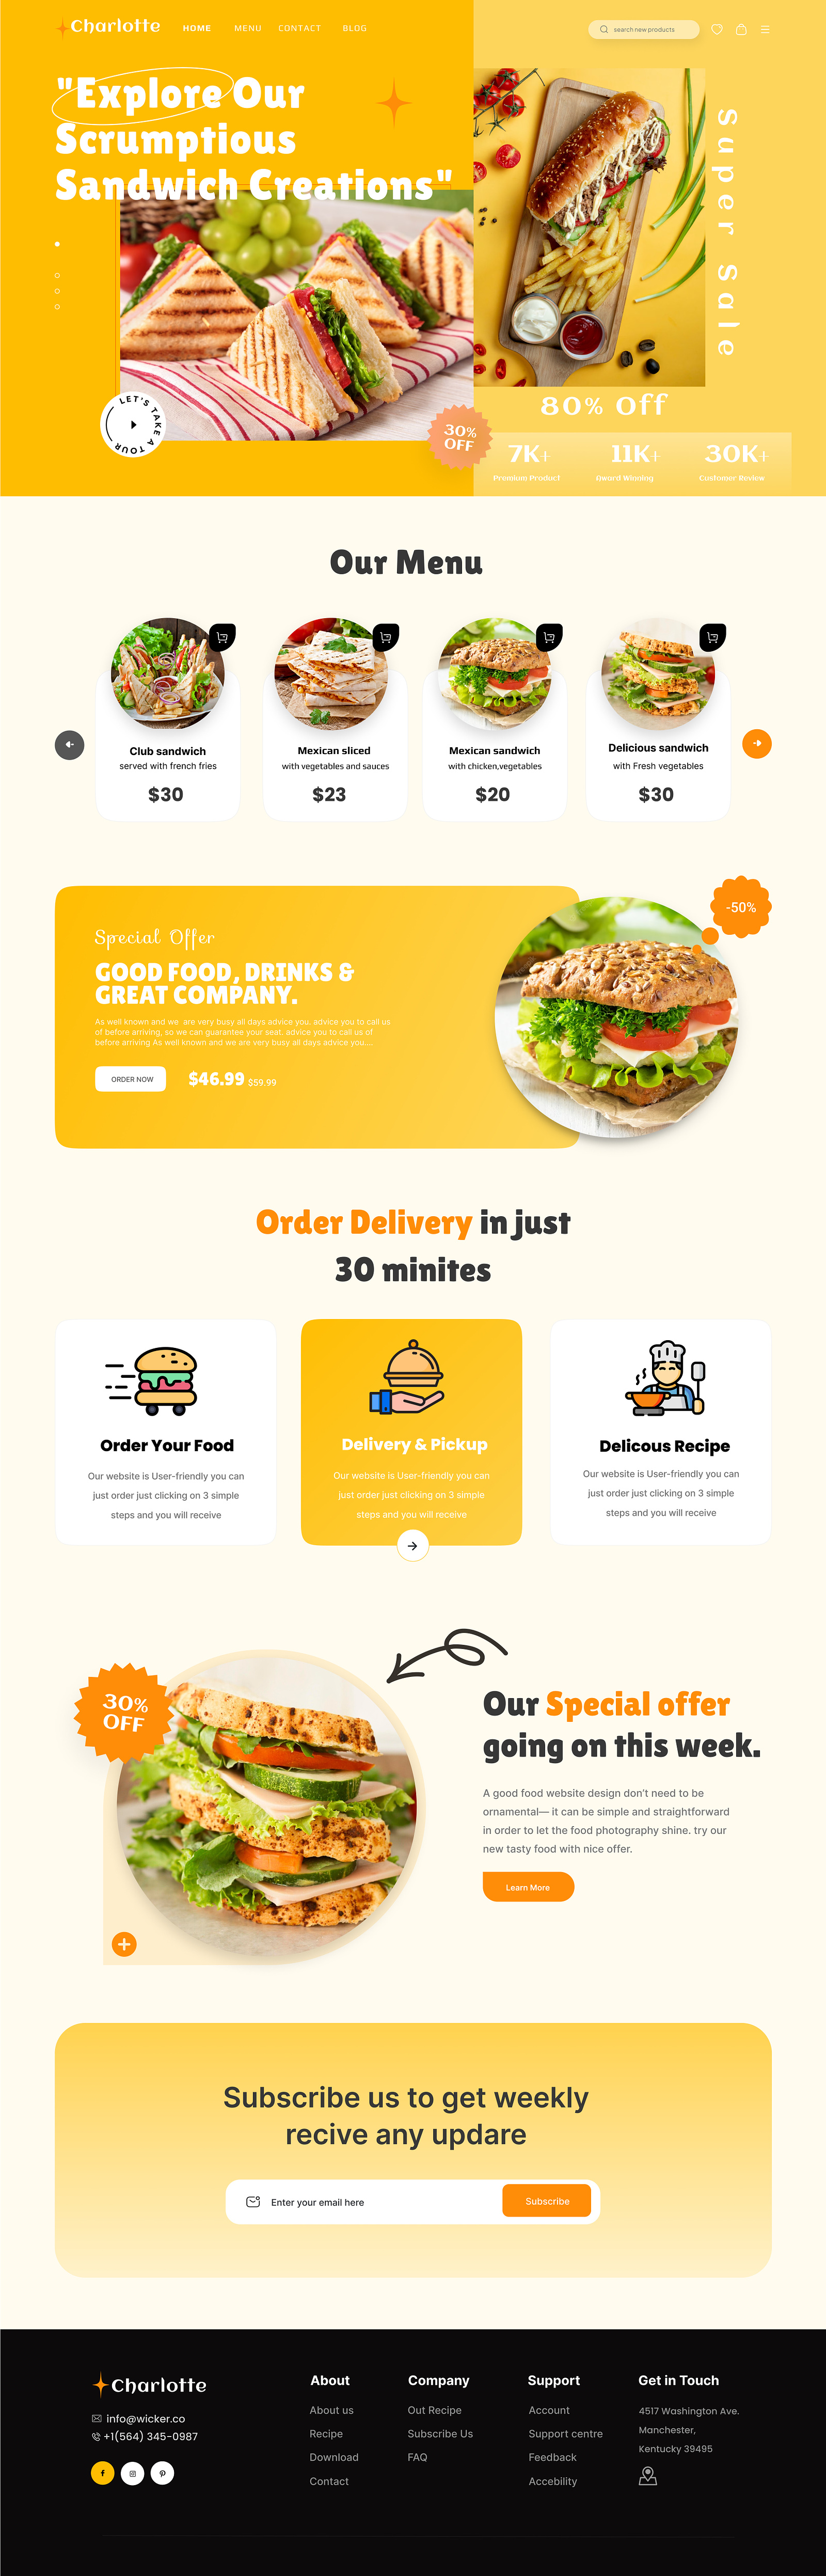 Charlotte
HOME MENU CONTACT BLOG
search new products
"Explore Our
Scrumptious
Sandwich Creations"
Super Sale
LET'S TAKE A TOUR
80% Off
30%
OFF
7K+ 11K+ 30K+
Premium Product Award Winning Customer Review
Our Menu
Club sandwich
served with french fries
$30
Mexican sliced
with vegetables and sauces
$23
Mexican sandwich
with chicken,vegetables
$20
Delicious sandwich
with Fresh vegetables
$30
-50%
Special Offer
GOOD FOOD, DRINKS &
GREAT COMPANY.
As well known and we are very busy all days advice you. advice you to call us
of before arriving, so we can guarantee your seat. advice you to call us of
before arriving As well known and we are very busy all days advice you....
ORDER NOW
$46.99 $59.99
Order Delivery in just
30 minites
Order Your Food
Our website is User-friendly you can
just order just clicking on 3 simple
steps and you will receive
Delivery & Pickup
Our website is User-friendly you can
just order just clicking on 3 simple
steps and you will receive
Delicous Recipe
Our website is User-friendly you can
just order just clicking on 3 simple
steps and you will receive
30%
OFF
Our Special offer
going on this week.
A good food website design don't need to be
ornamental— it can be simple and straightforward
in order to let the food photography shine. try our
new tasty food with nice offer.
Learn More
Subscribe us to get weekly
recive any updare
Enter your email here
Subscribe
Charlotte
info@wicker.co
+1(564) 345-0987
About
About us
Recipe
Download
Contact
Company
Out Recipe
Subscribe Us
FAQ
Support
Account
Support centre
Feedback
Accebility
Get in Touch
4517 Washington Ave.
Manchester,
Kentucky 39495